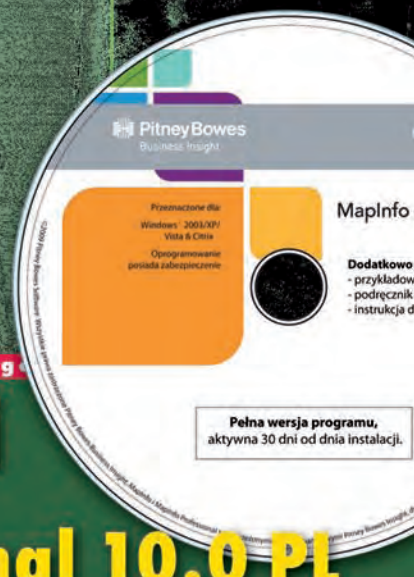 Pitney Bowes
Business Insight
Przeznaczone dla:
Windows® 2003/XP/
Vista & Citrix
Oprogramowanie
posiada zabezpieczenie
MapInfo
Dodatkowo
- przykładow
- podręcznik
- instrukcja d
Pełna wersja programu,
aktywna 30 dni od dnia instalacji.
nal 10.0 PL